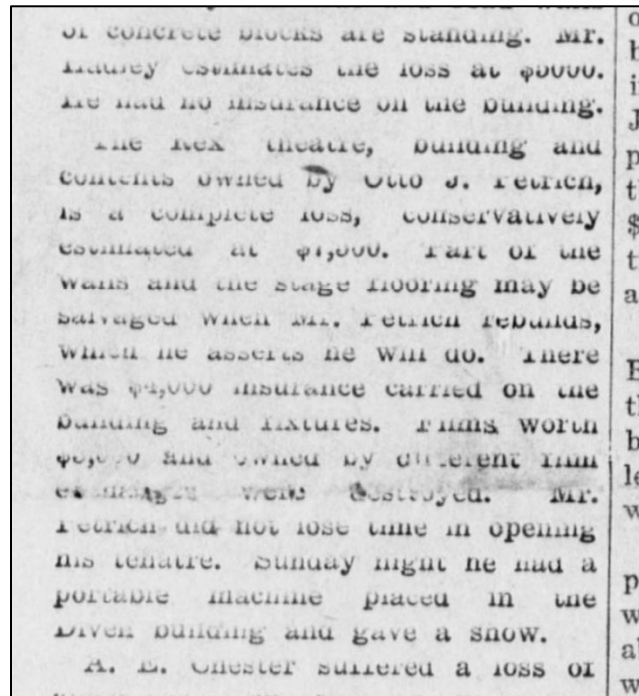 of concrete blocks are standing. Mr.
estimates the loss at
He had no insurance on the building.
The Rex theatre, building and
contents owned by Otto J. Petrich,
is a complete loss, conservatively
estimated at Part of the
walls and the stage flooring may be
salvaged when Mr. Petrich rebuilds,
which he asserts he will do. There
was $4,000 insurance carried on the
building and fixtures. Films worth
and owned by different film
were destroyed. Mr.
Petrich did not lose time in opening
his tehatre. Sunday night he had a
portable machine placed in the
Diven building and gave a show.
A. E. Chester suffered a loss of